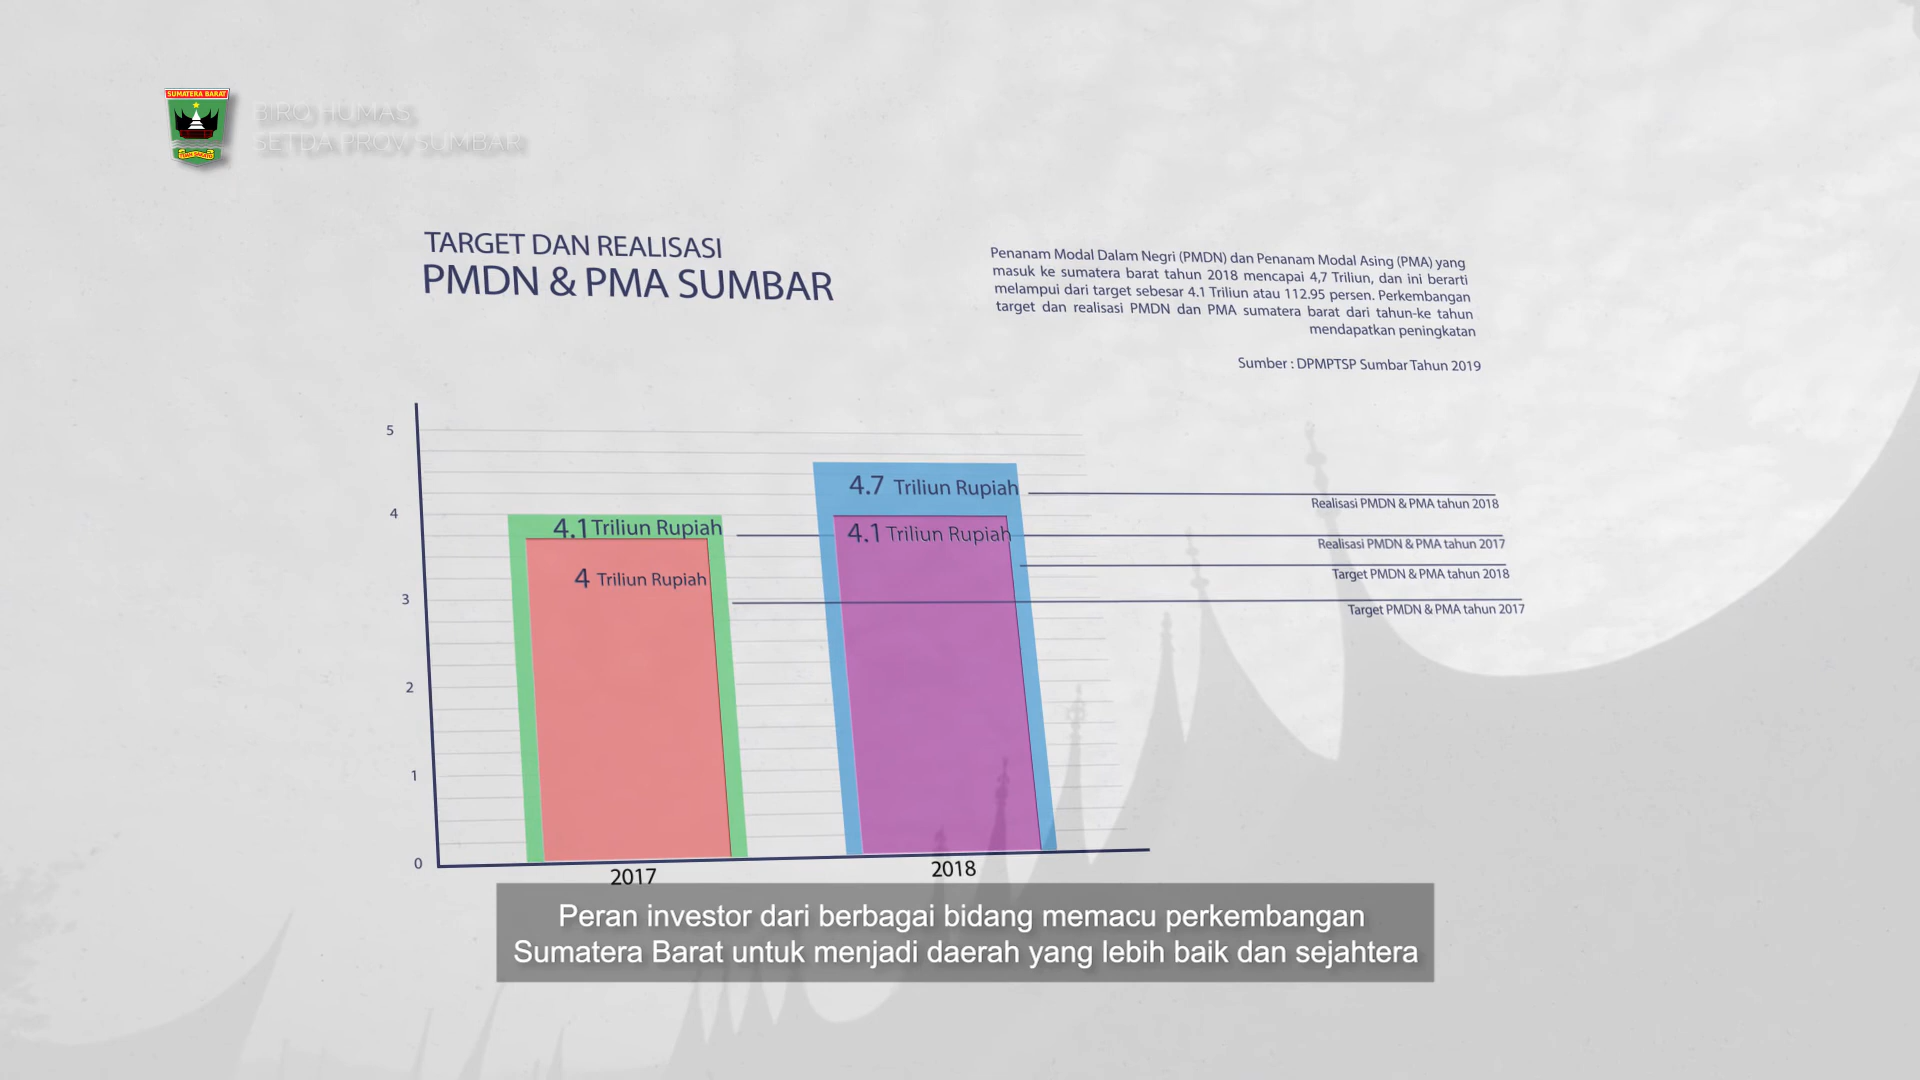 SUMATERA BARAT
BIRO HUMAS
SETDA PROV SUMBAR
TARGET DAN REALISASI
PMDN & PMA SUMBAR
Penanam Modal Dalam Negri (PMDN) dan Penanam Modal Asing (PMA) yang
masuk ke sumatera barat tahun 2018 mencapai 4,7 Triliun, dan ini berarti
melampui dari target sebesar 4.1 Triliun atau 112.95 persen. Perkembangan
target dan realisasi PMDN dan PMA sumatera barat dari tahun-ke tahun
mendapatkan peningkatan
Sumber : DPMPTSP Sumbar Tahun 2019
5
4
3
2
1
0
4.1 Triliun Rupiah
4 Triliun Rupiah
4.7 Triliun Rupiah
4.1 Triliun Rupiah
Realisasi PMDN & PMA tahun 2018
Realisasi PMDN & PMA tahun 2017
Target PMDN & PMA tahun 2018
Target PMDN & PMA tahun 2017
2017
2018
Peran investor dari berbagai bidang memacu perkembangan
Sumatera Barat untuk menjadi daerah yang lebih baik dan sejahtera